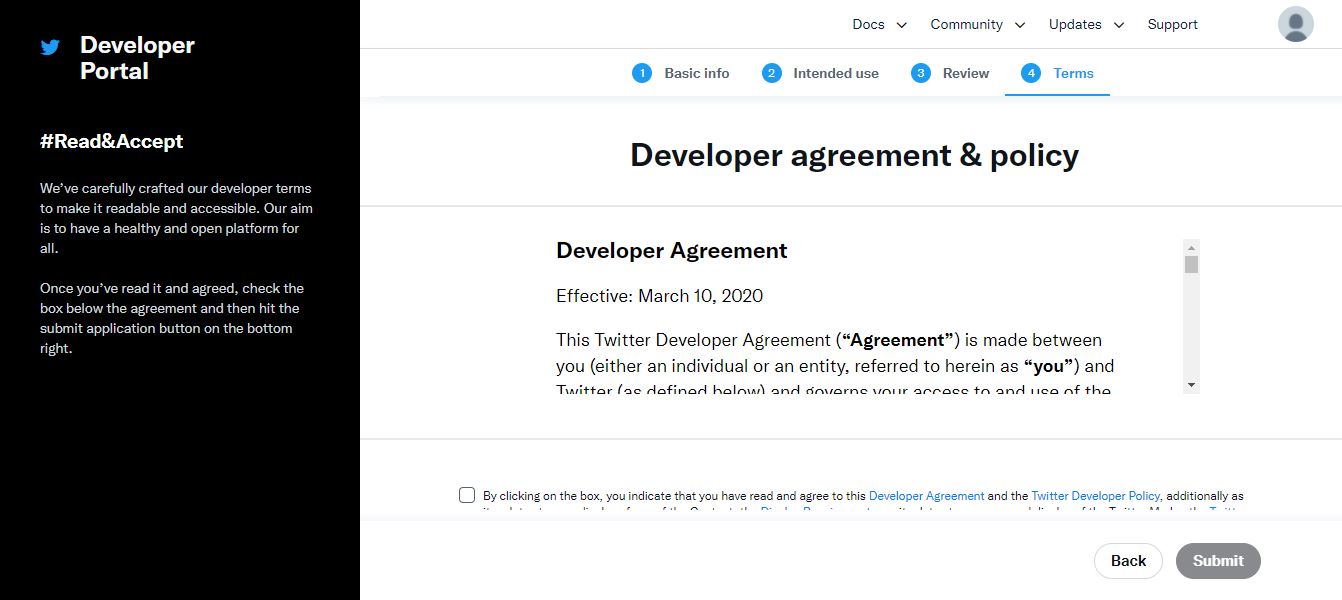 Developer
Portal
#Read&Accept
We’ve carefully crafted our developer terms
to make it readable and accessible. Our aim
is to have a healthy and open platform for
all.
Once you’ve read it and agreed, check the
box below the agreement and then hit the
submit application button on the bottom
right.
Docs Community Updates Support
1 Basic info 2 Intended use 3 Review 4 Terms
Developer agreement & policy
Developer Agreement
Effective: March 10, 2020
This Twitter Developer Agreement (“Agreement”) is made between
you (either an individual or an entity, referred to herein as “you”) and
Twitter (as defined below) and governs your access to and use of the
By clicking on the box, you indicate that you have read and agree to this Developer Agreement and the Twitter Developer Policy, additionally as
Back Submit